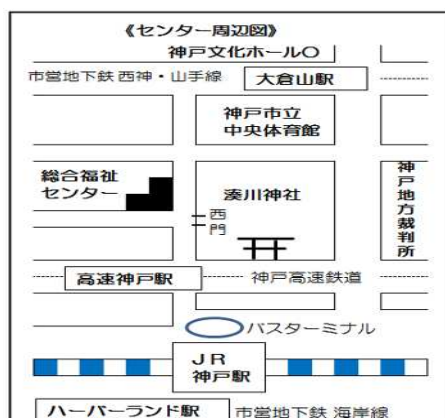 《センター周辺図》
神戸文化ホール○
市営地下鉄 西神・山手線
大倉山駅
神戸市立
中央体育館
総合福祉
センター
湊川神社
西門
神戸地方裁判所
高速神戸駅
神戸高速鉄道
バスターミナル
JR
神戸駅
ハーバーランド駅
市営地下鉄 海岸線